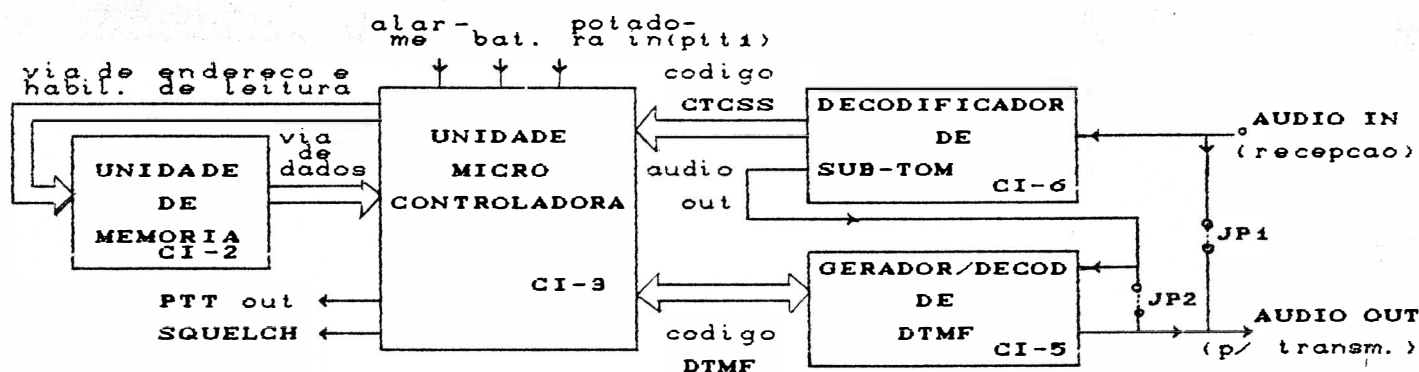 alar-
me
bat.
potado-
ra in(ptt1)
via de endereco e
habil. de leitura
UNIDADE
DE
MEMORIA
CI-2
via
de
dados
UNIDADE
MICRO
CONTROLADORA
CI-3
PTT out
SQUELCH
codigo
CTCSS
audio
out
DECODIFICADOR
DE
SUB-TOM
CI-6
AUDIO IN
(recepcao)
JP1
codigo
DTMF
GERADOR/DECOD
DE
DTMF
CI-5
JP2
AUDIO OUT
(p/ transm.)